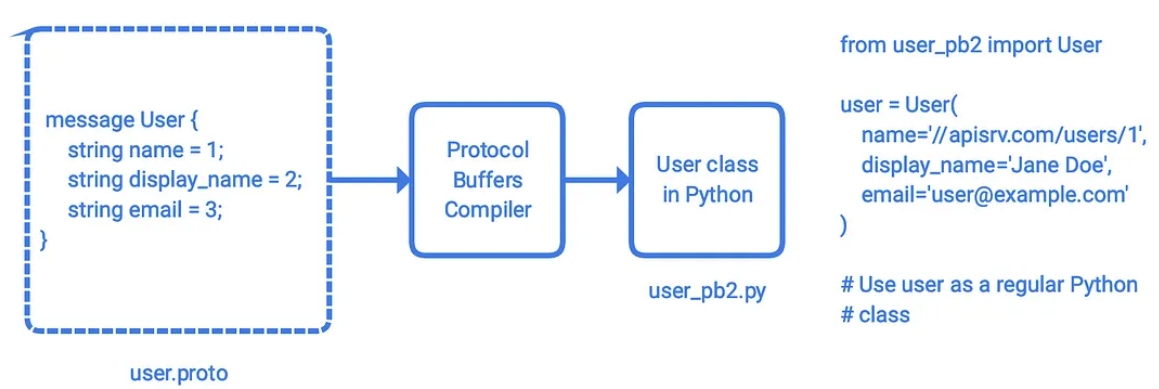 message User {
string name = 1;
string display_name = 2;
string email = 3;
}
user.proto
Protocol
Buffers
Compiler
User class
in Python
user_pb2.py
from user_pb2 import User
user = User(
name='//apisrv.com/users/1',
display_name='Jane Doe',
email='user@example.com'
)
# Use user as a regular Python
# class